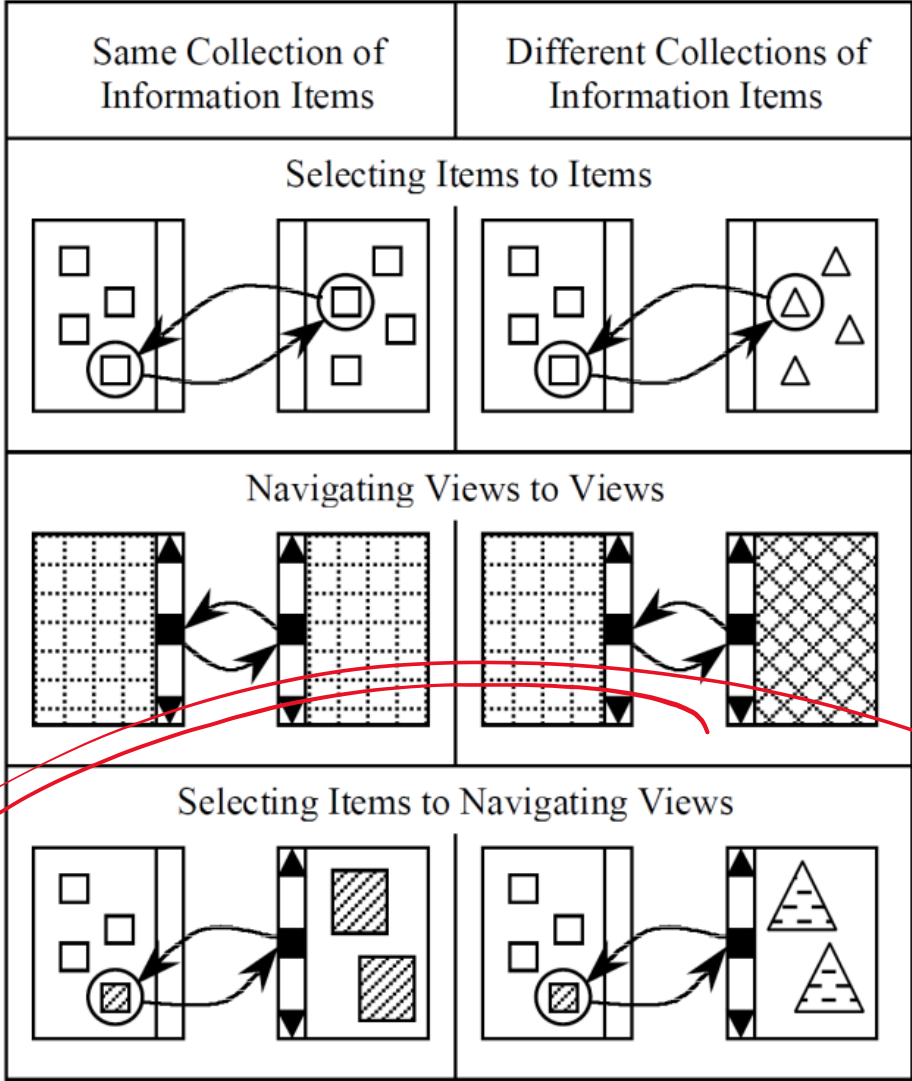 Same Collection of
Information Items
Different Collections of
Information Items
Selecting Items to Items
Navigating Views to Views
Selecting Items to Navigating Views